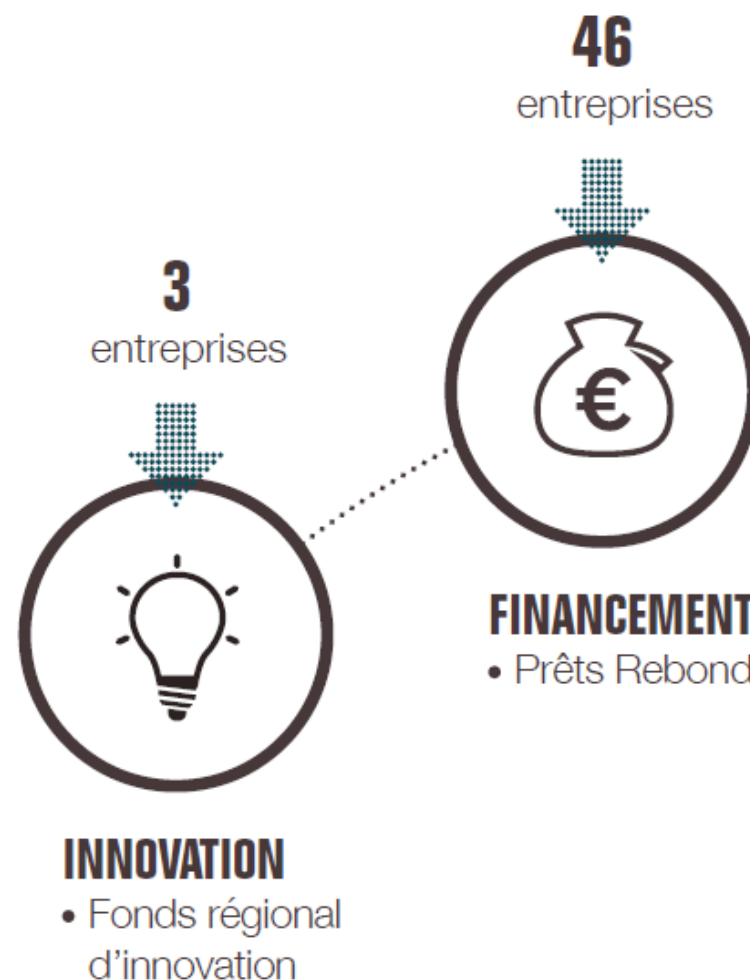 46
entreprises
3
entreprises
€
FINANCEMENT
• Prêts Rebond
INNOVATION
• Fonds régional
d'innovation